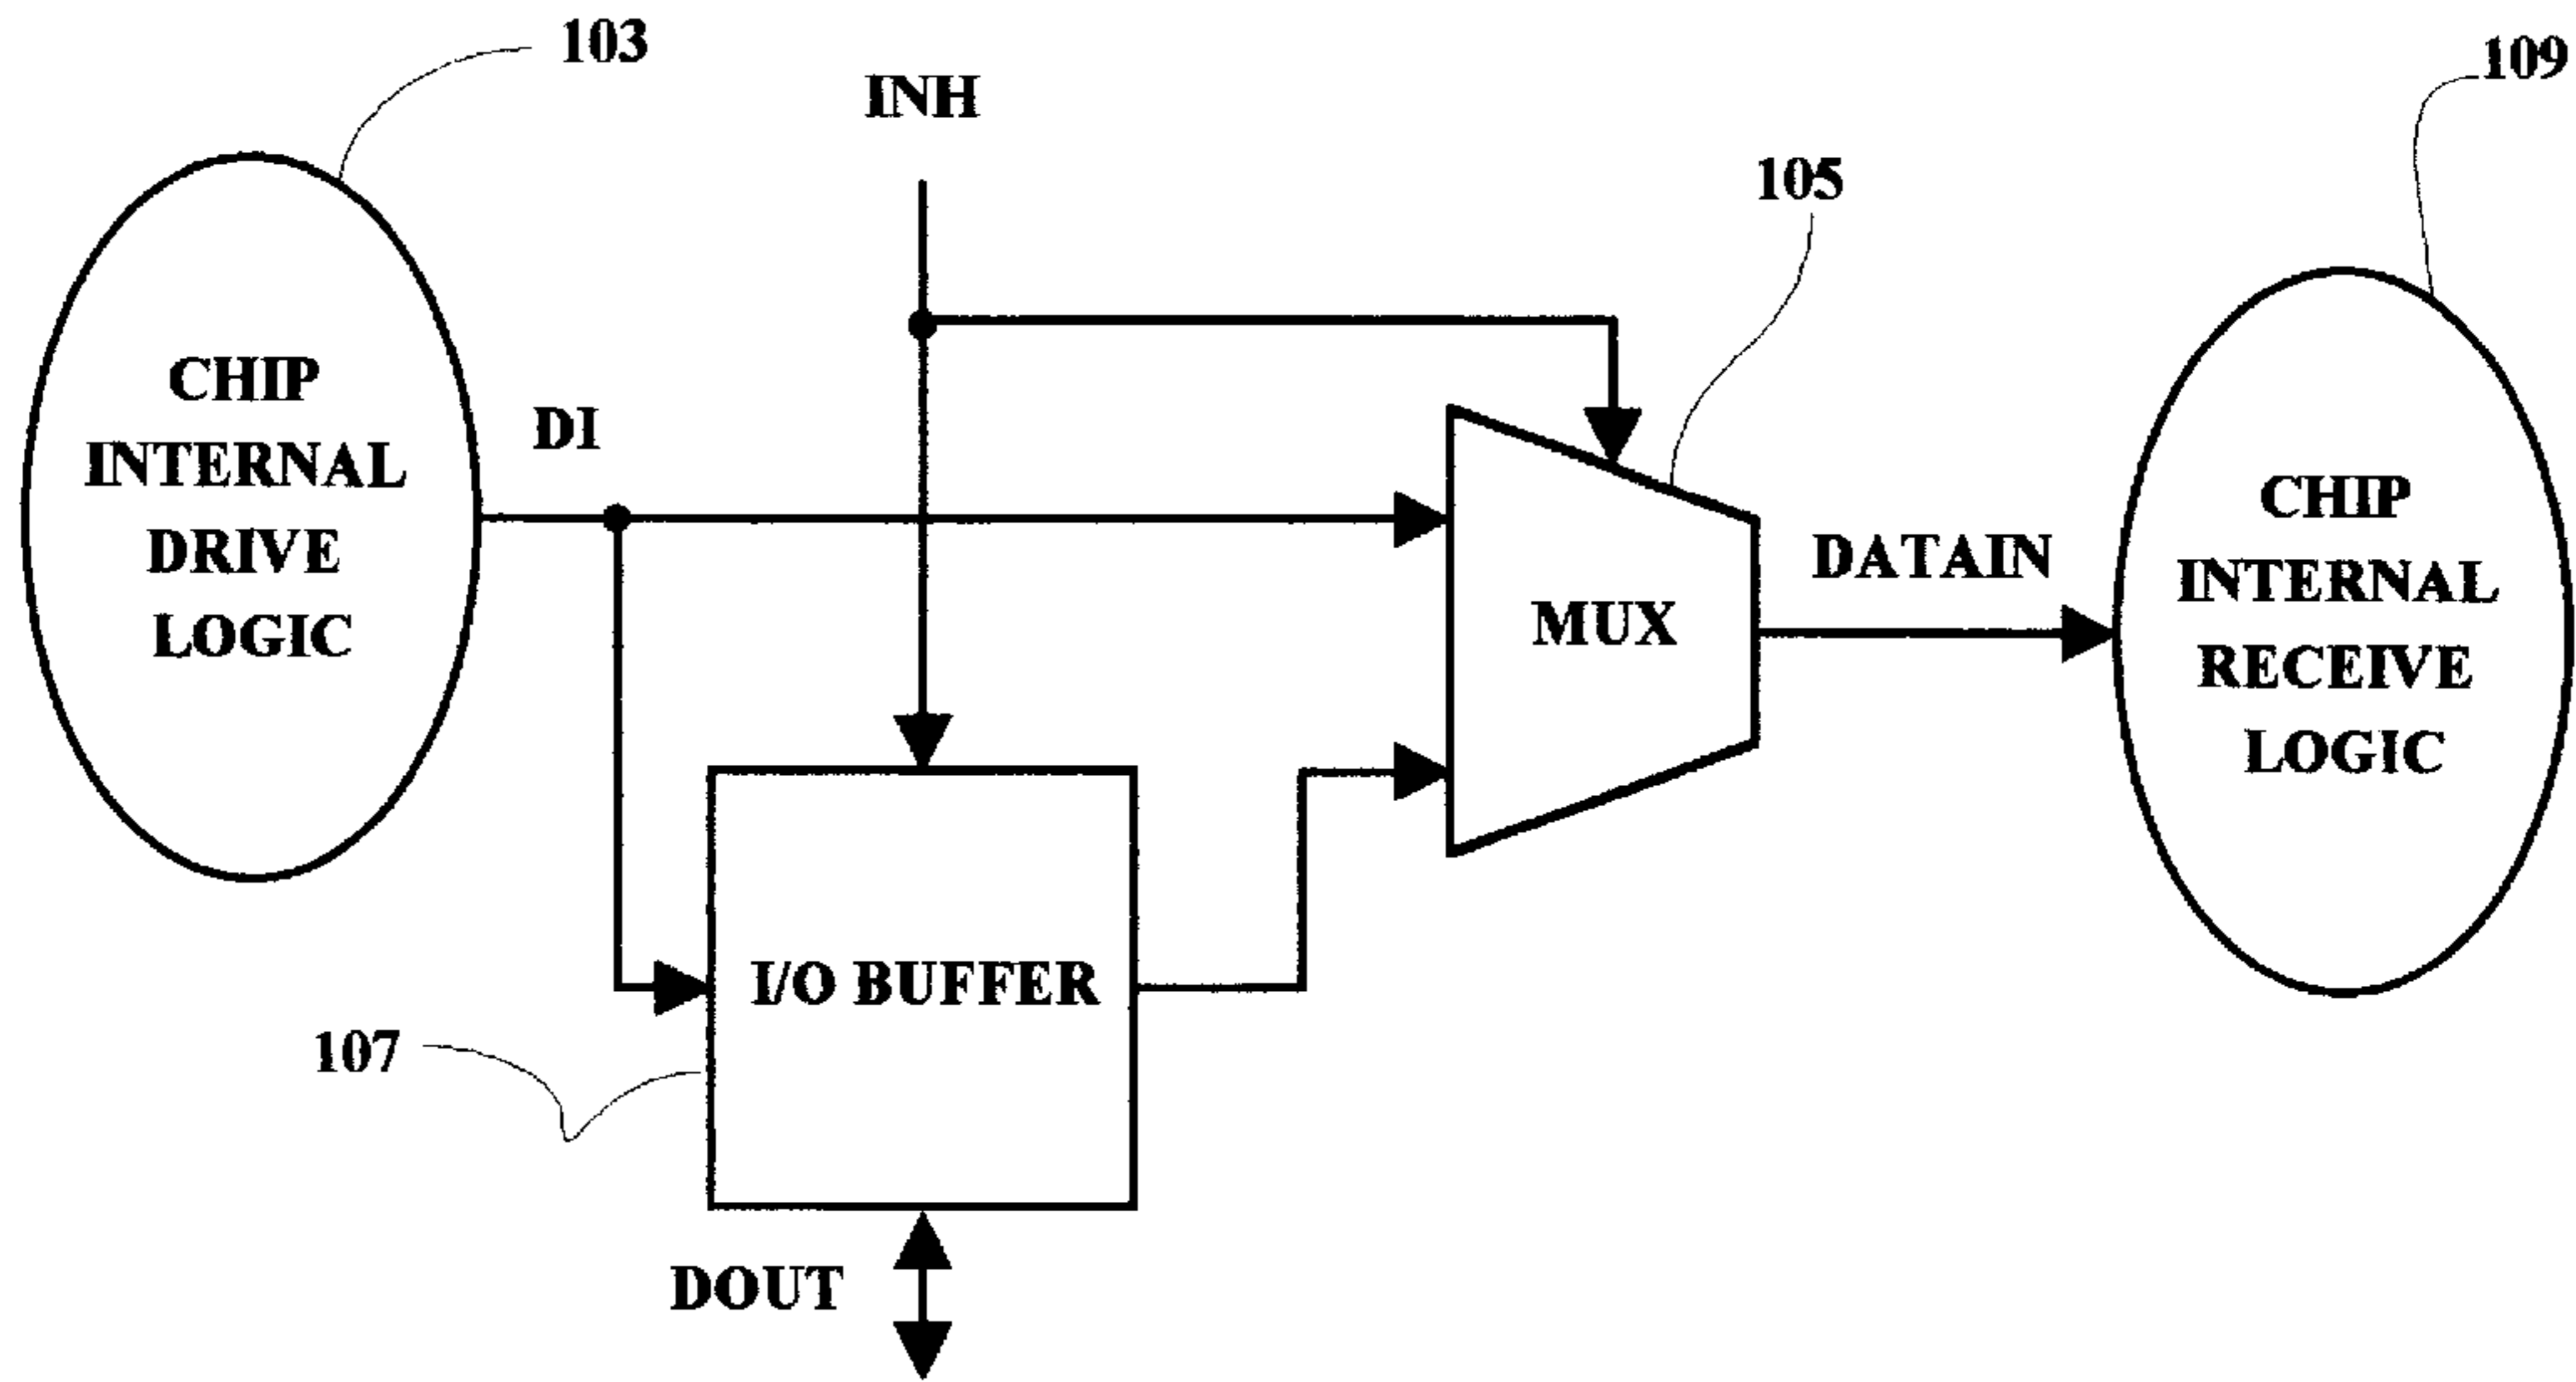 103
INH
109
105
CHIP
INTERNAL
DRIVE
LOGIC
DI
MUX
DATAIN
CHIP
INTERNAL
RECEIVE
LOGIC
I/O BUFFER
107
DOUT